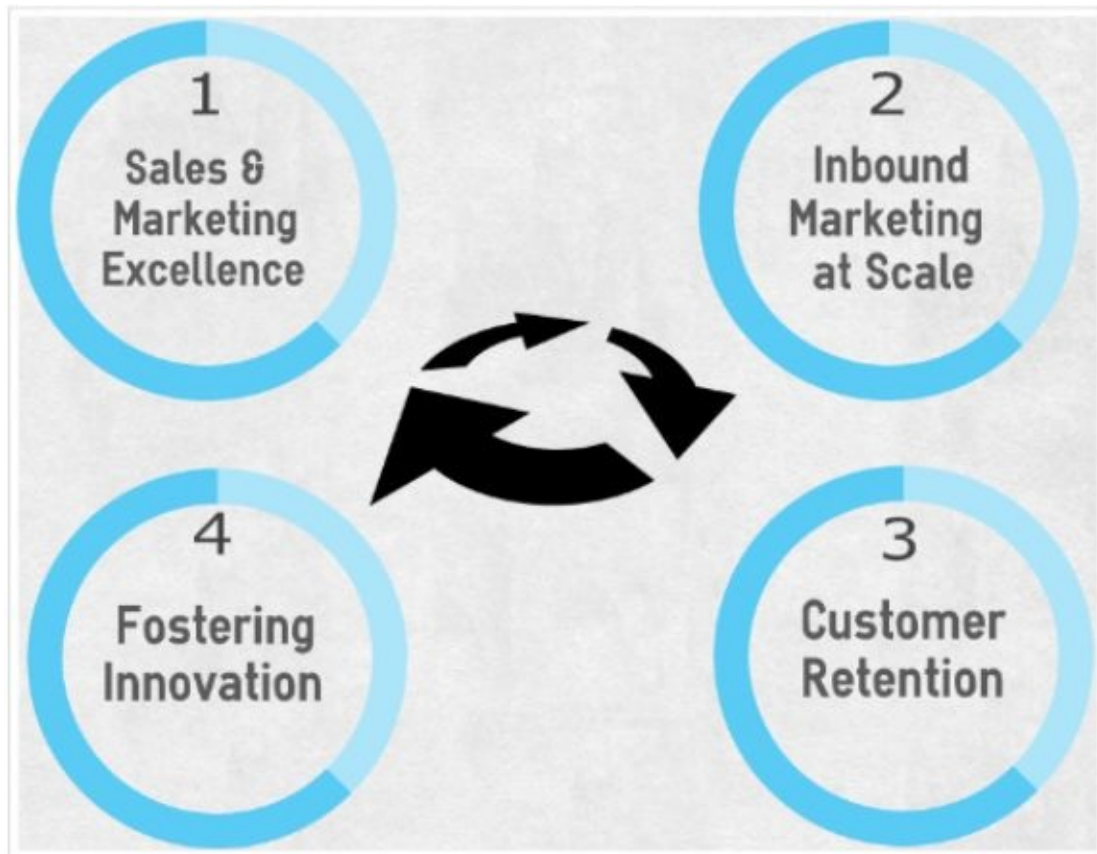 1
Sales &
Marketing
Excellence
2
Inbound
Marketing
at Scale
3
Customer
Retention
4
Fostering
Innovation